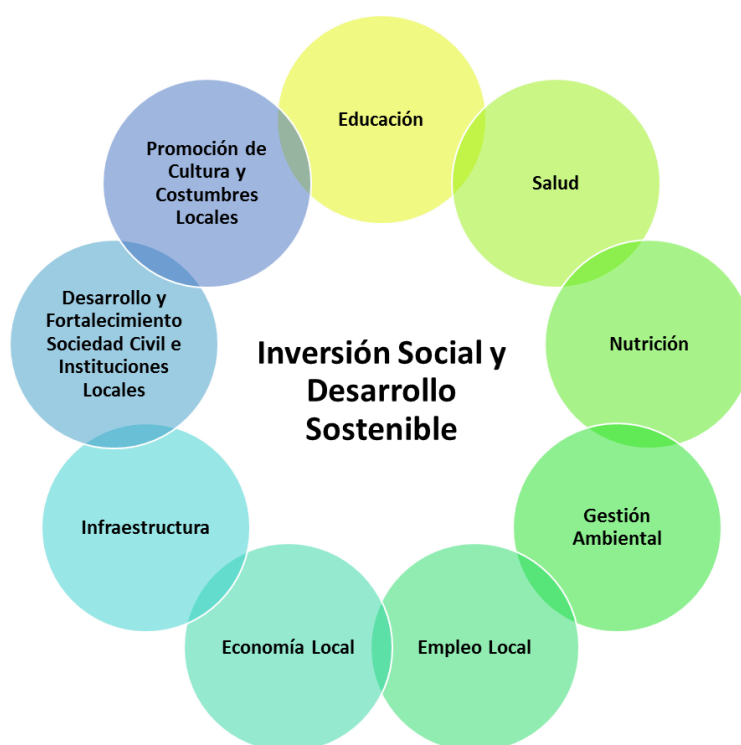 Educación
Salud
Nutrición
Gestión
Ambiental
Empleo Local
Economía Local
Infraestructura
Desarrollo y
Fortalecimiento
Sociedad Civil e
Instituciones
Locales
Promoción de
Cultura y
Costumbres
Locales
Inversión Social y
Desarrollo
Sostenible